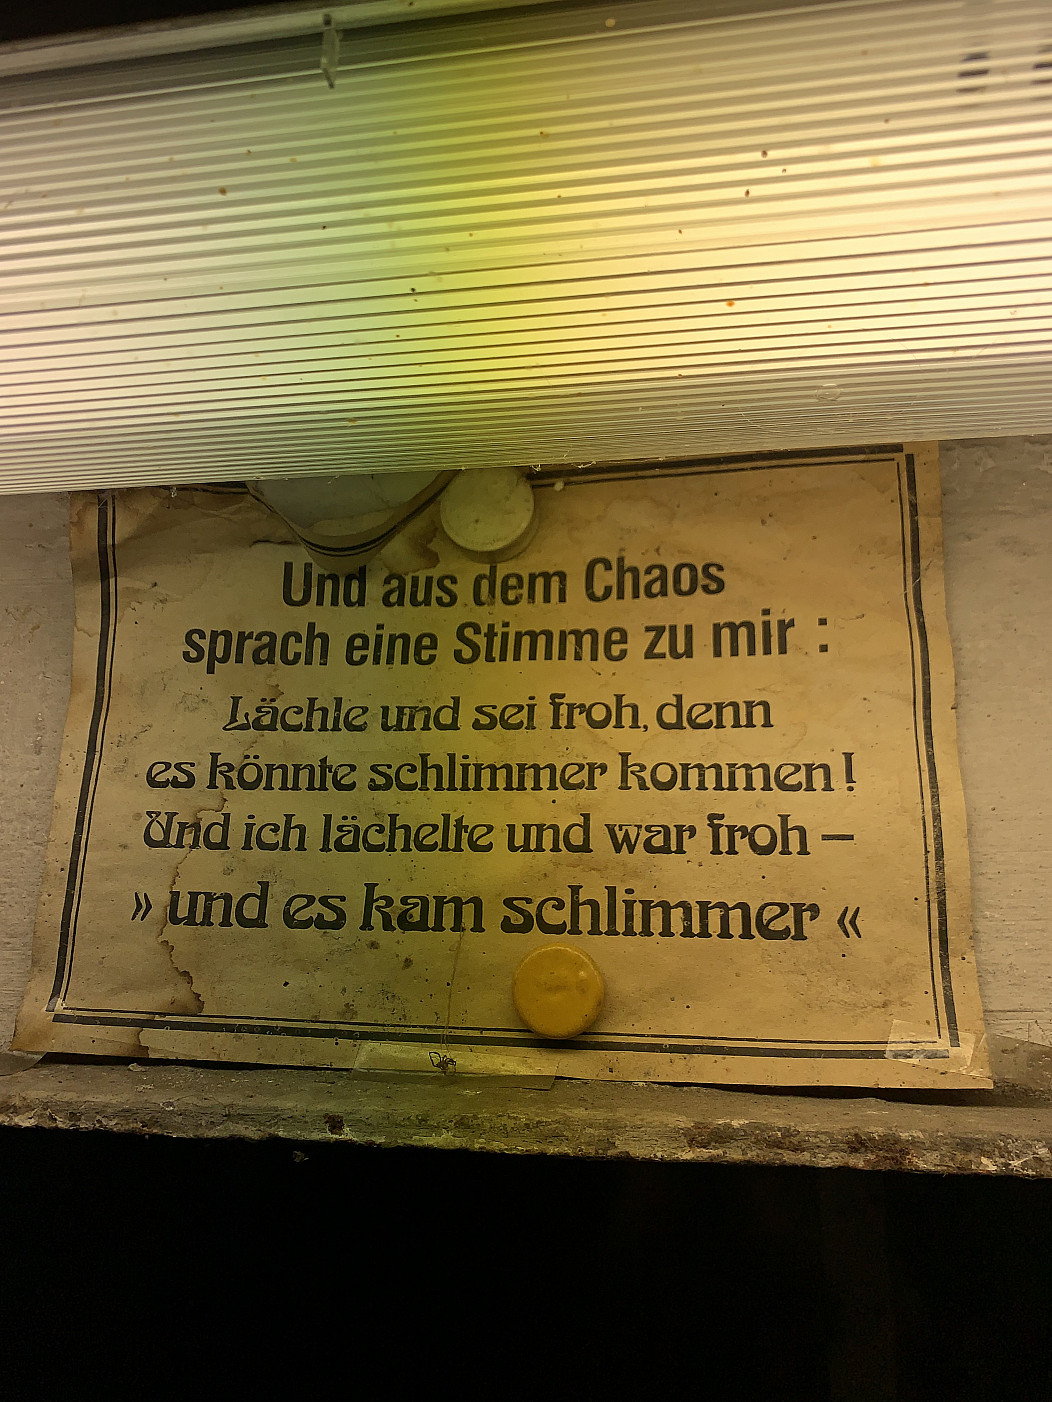 Und aus dem Chaos
sprach eine Stimme zu mir :
Lächle und sei froh, denn
es könnte schlimmer kommen !
Und ich lächelte und war froh –
» und es kam schlimmer «